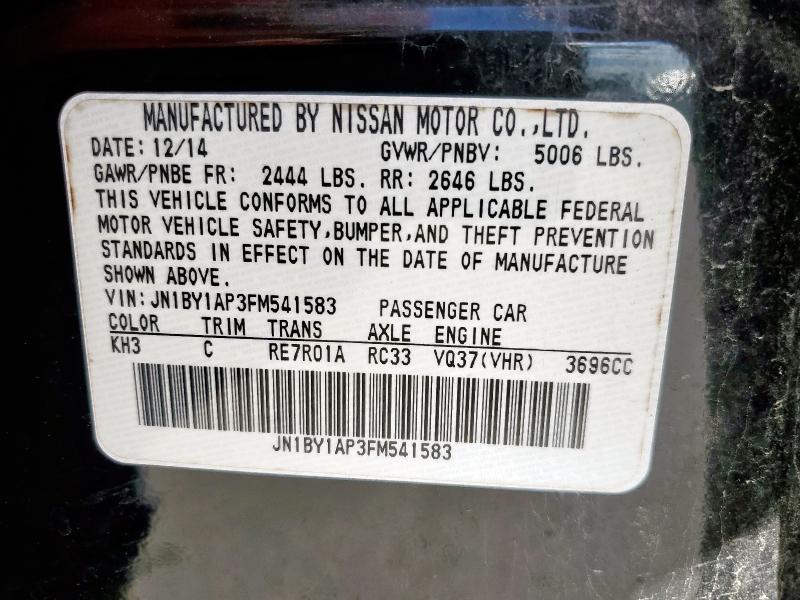 MANUFACTURED BY NISSAN MOTOR CO.,LTD.
DATE: 12/14 GVWR/PNBV: 5006 LBS.
GAWR/PNBE FR: 2444 LBS. RR: 2646 LBS.
THIS VEHICLE CONFORMS TO ALL APPLICABLE FEDERAL
MOTOR VEHICLE SAFETY,BUMPER,AND THEFT PREVENTION
STANDARDS IN EFFECT ON THE DATE OF MANUFACTURE
SHOWN ABOVE.
VIN: JN1BY1AP3FM541583 PASSENGER CAR
COLOR TRIM TRANS AXLE ENGINE
KH3 C RE7R01A RC33 VQ37(VHR) 3696CC
JN1BY1AP3FM541583